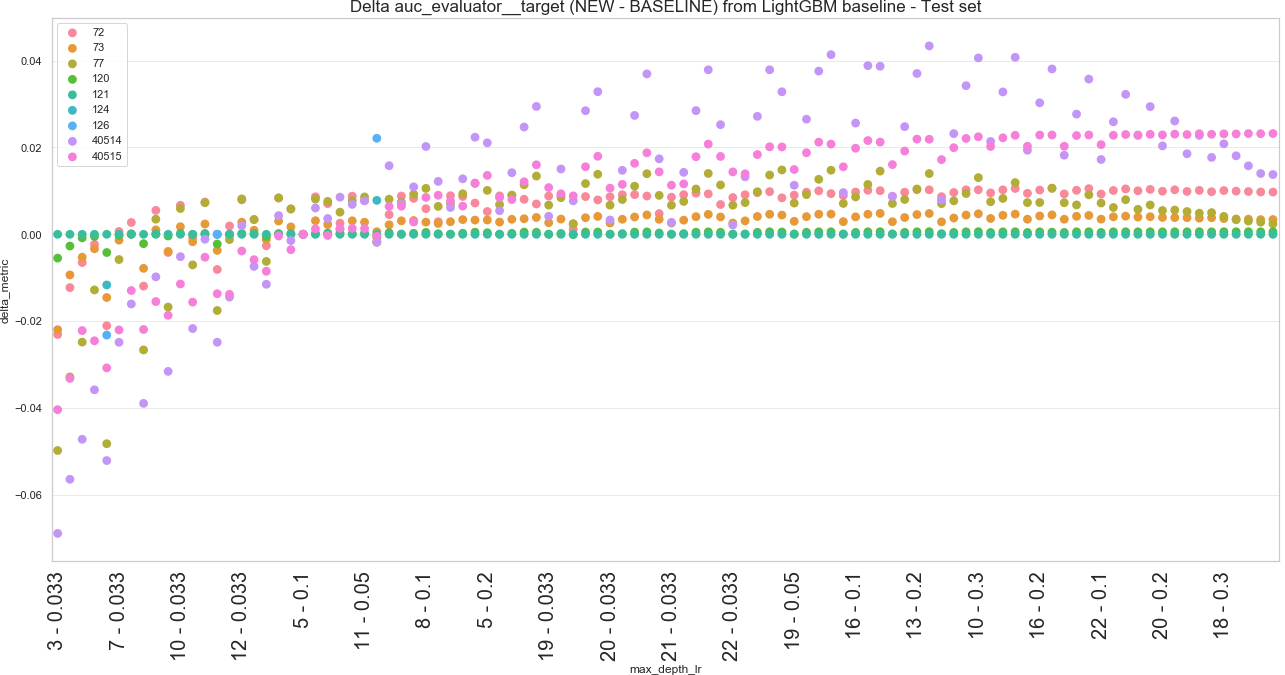 Delta auc_evaluator__target (NEW - BASELINE) from LightGBM baseline - Test set
72
73
77
120
121
124
126
40514
40515
delta_metric
0.04
0.02
0.00
−0.02
−0.04
−0.06
3 - 0.033
7 - 0.033
10 - 0.033
12 - 0.033
5 - 0.1
11 - 0.05
8 - 0.1
5 - 0.2
19 - 0.033
20 - 0.033
21 - 0.033
22 - 0.033
19 - 0.05
16 - 0.1
13 - 0.2
10 - 0.3
16 - 0.2
22 - 0.1
20 - 0.2
18 - 0.3
max_depth_lr